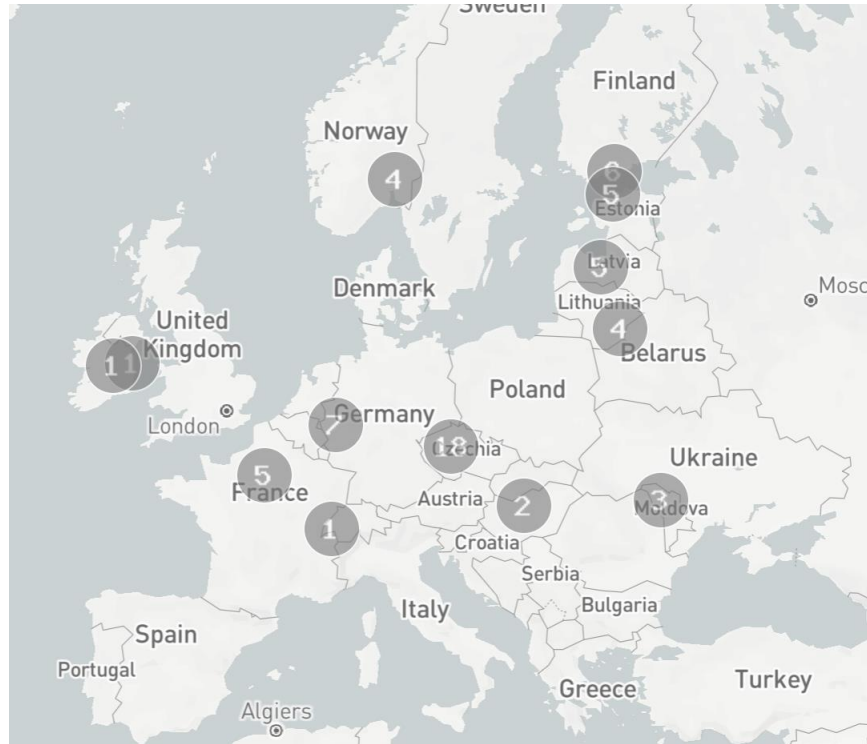 Sweden
Finland
Norway
4
6
5
Estonia
Latvia
5
Denmark
Lithuania
Mosc
4
Belarus
United
Kingdom
1
1
London
7
Germany
Poland
18
Czechia
Ukraine
5
France
Austria
2
3
Moldova
1
Croatia
Serbia
Bulgaria
Italy
Spain
Portugal
Greece
Turkey
Algiers